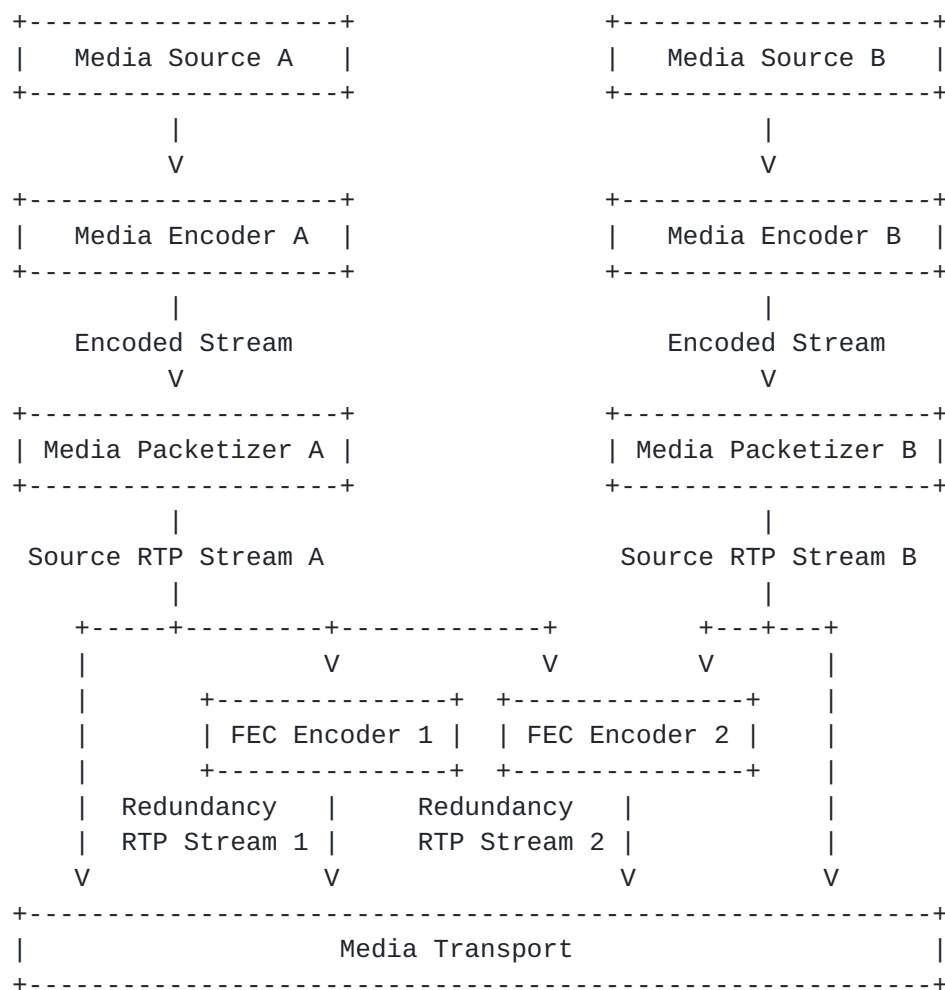 Media Source A Media Source B
Media Encoder A Media Encoder B
Encoded Stream Encoded Stream
Media Packetizer A Media Packetizer B
Source RTP Stream A Source RTP Stream B
FEC Encoder 1 FEC Encoder 2
Redundancy Redundancy
RTP Stream 1 RTP Stream 2
Media Transport